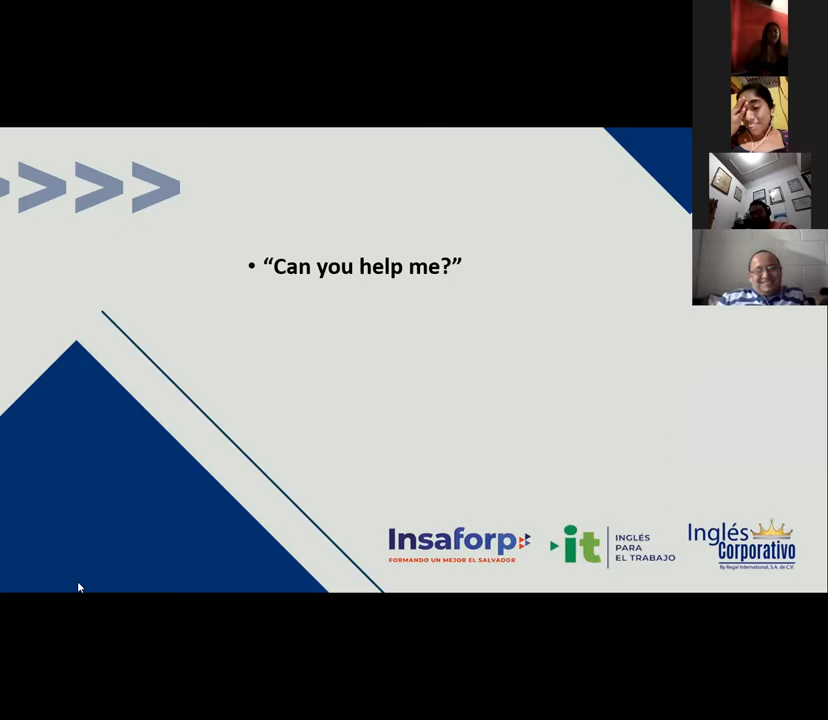 • “Can you help me?”
Insaforp
FORMANDO UN MEJOR EL SALVADOR
it
INGLÉS
PARA
EL TRABAJO
Inglés
Corporativo
By Regal International, S.A. de C.V.